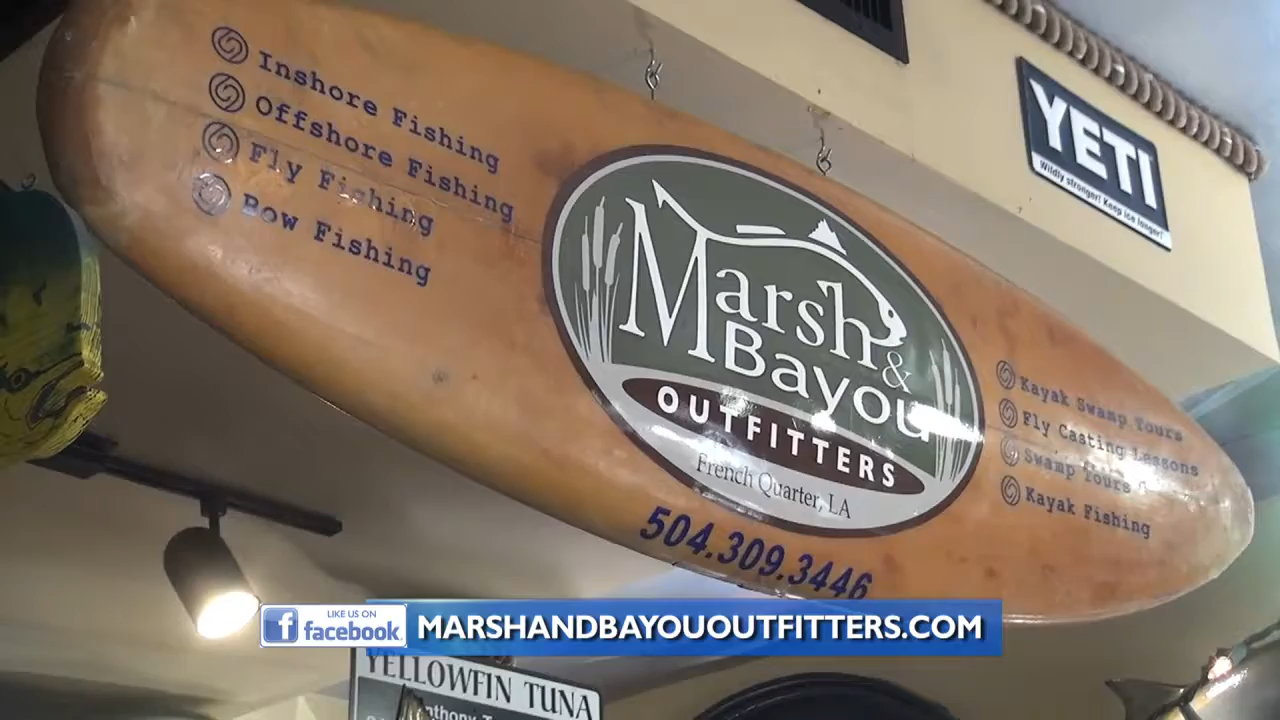 Inshore Fishing
Offshore Fishing
Fly Fishing
Bow Fishing
YETI
Wildly stronger! Keep ice longer!
Marsh &
Bayou
OUTFITTERS
French Quarter, LA
504.309.3446
Kayak Swamp Tours
Fly Casting Lessons
Swamp Tours
Kayak Fishing
LIKE US ON
f facebook
MARSHANDBAYOUOUTFITTERS.COM
YELLOWFIN TUNA